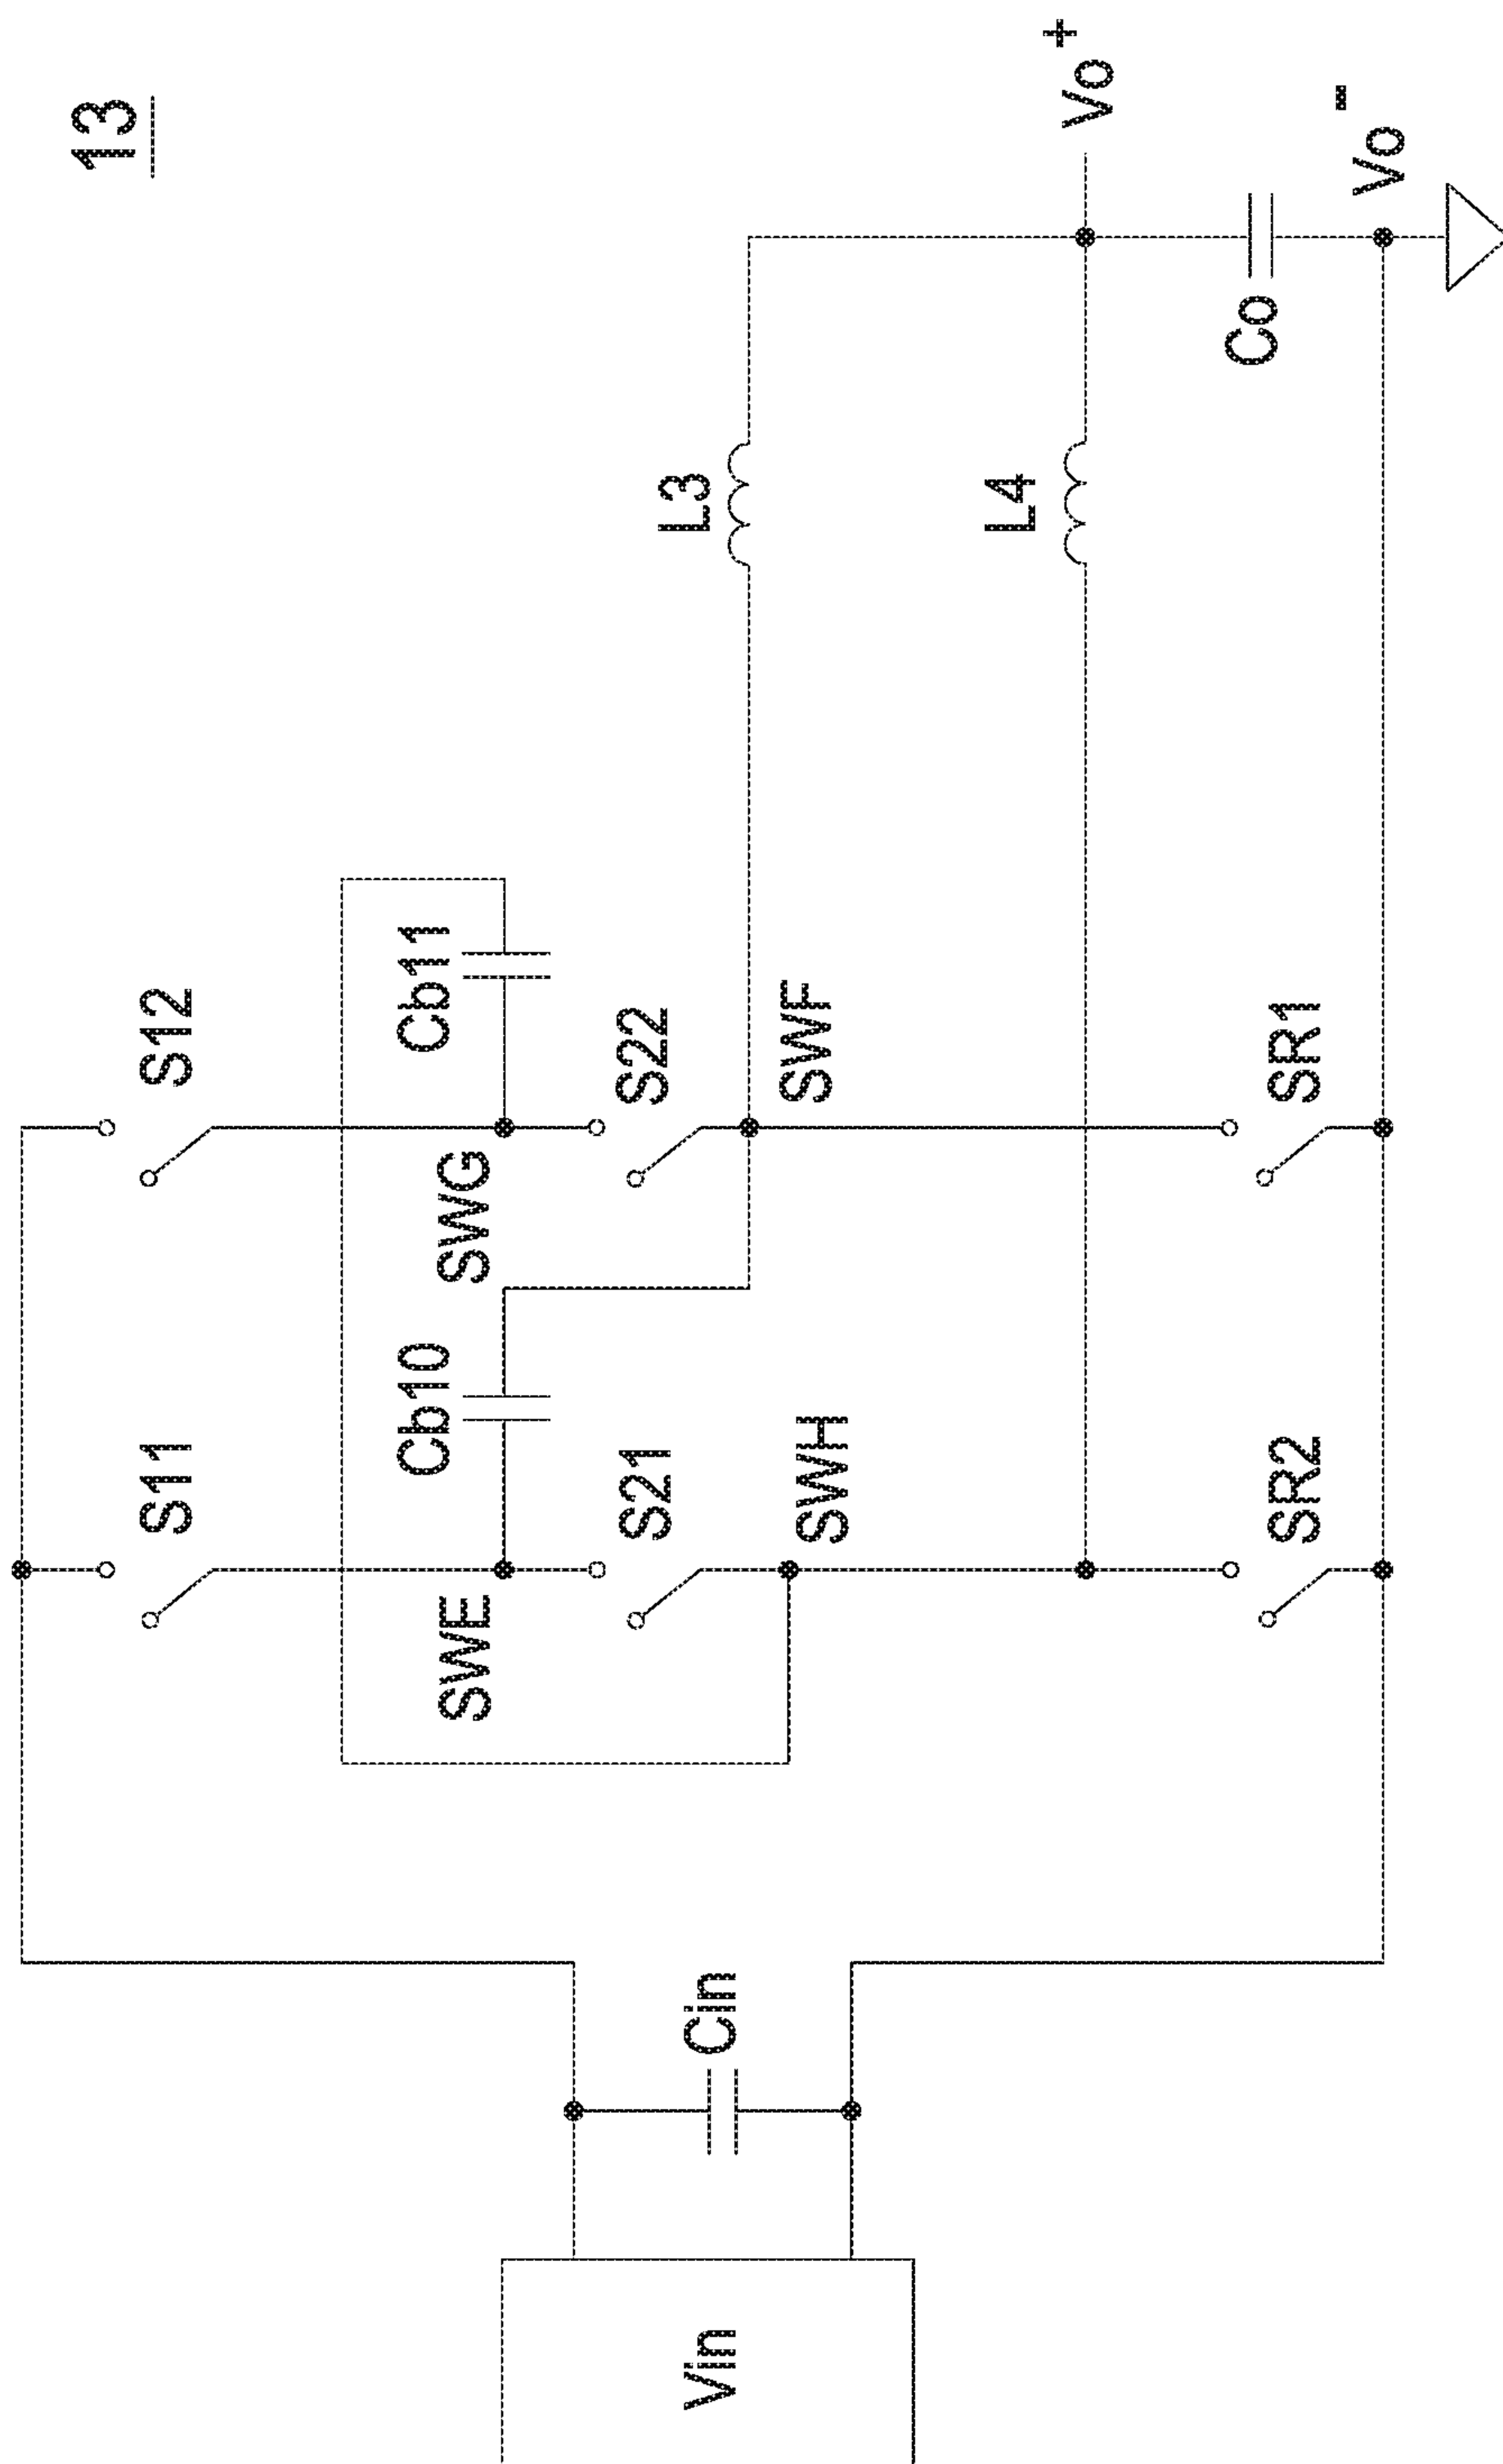 13
S11
S12
Cb10
Cb11
SWE
SWG
S21
S22
L3
Vin
Cin
SWH
SWF
L4
Vo+
SR2
SR1
Co
Vo-